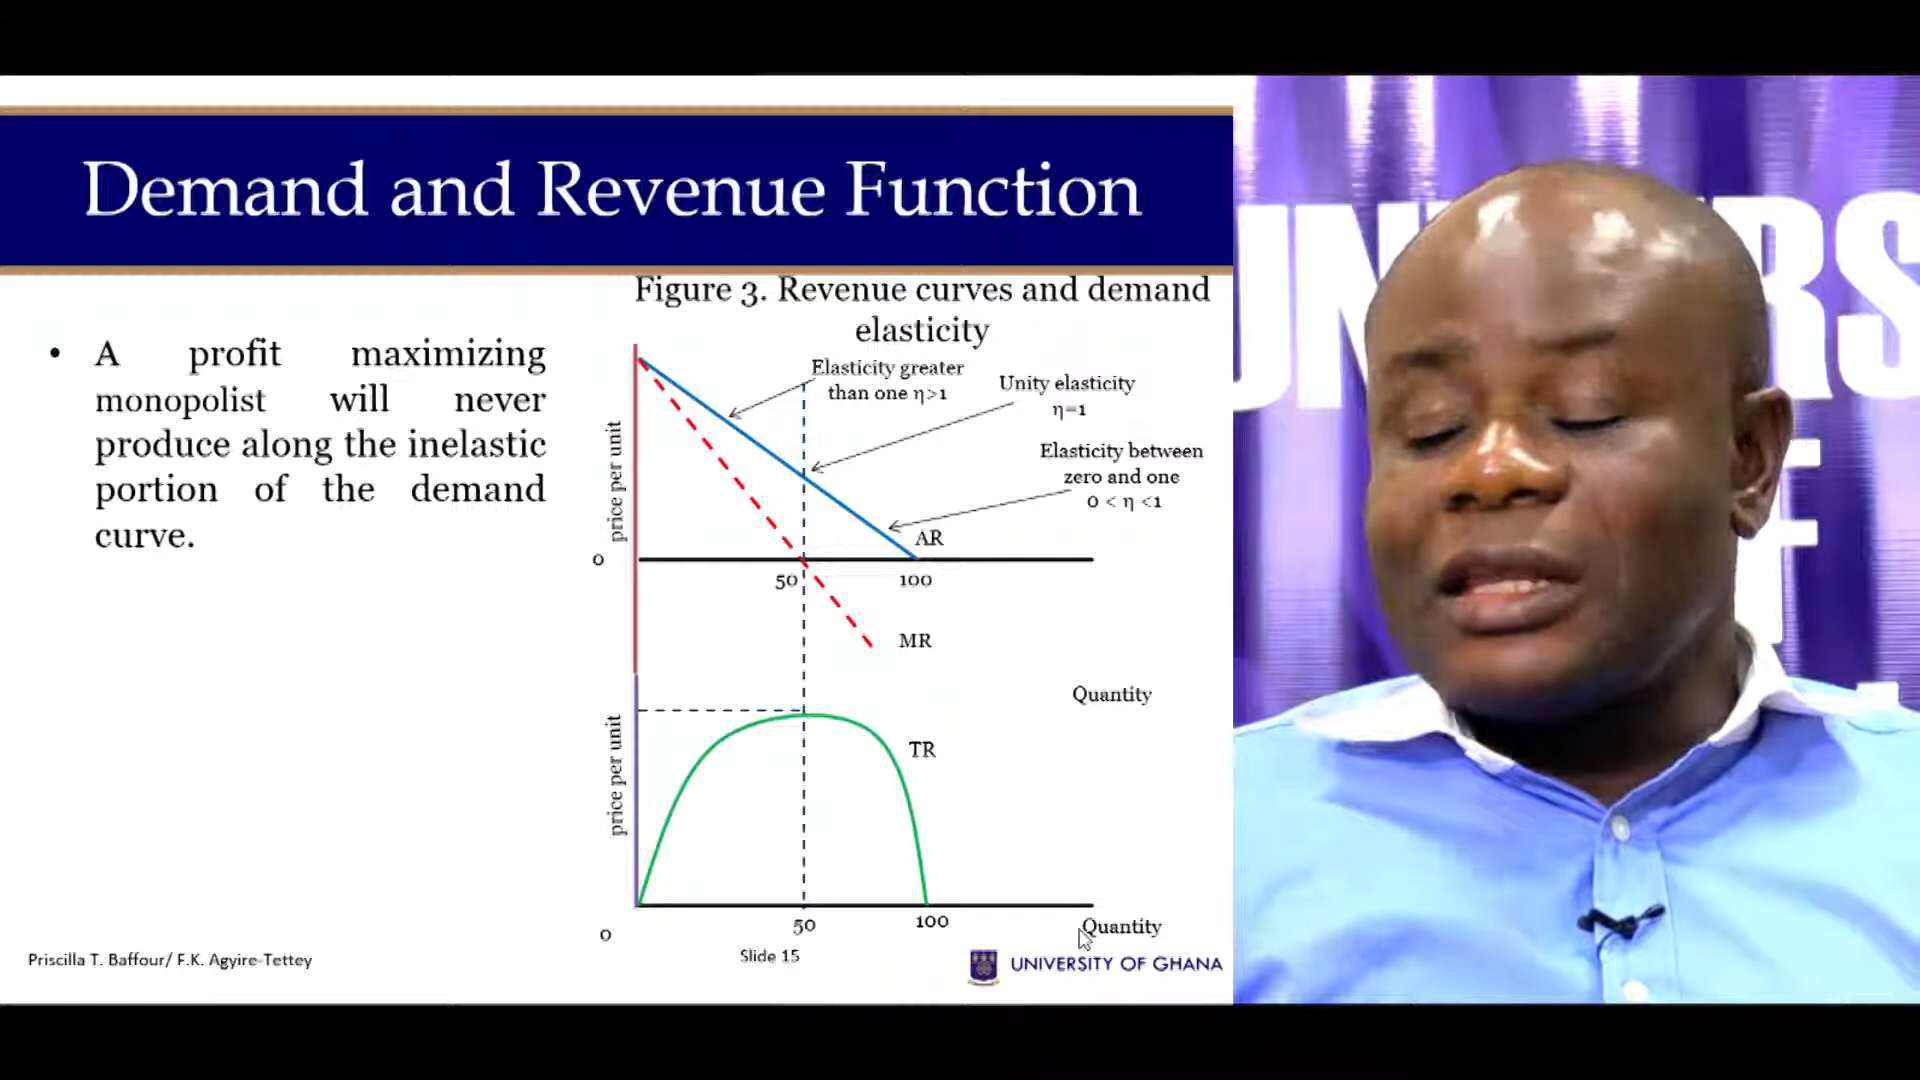 Demand and Revenue Function
Figure 3. Revenue curves and demand
elasticity
• A profit maximizing
monopolist will never
produce along the inelastic
portion of the demand
curve.
Elasticity greater
than one η>1
Unity elasticity
η=1
Elasticity between
zero and one
0 < η <1
price per unit
AR
0
50
100
MR
Quantity
price per unit
TR
0
50
100
Quantity
Priscilla T. Baffour/ F.K. Agyire-Tettey
Slide 15
UNIVERSITY OF GHANA